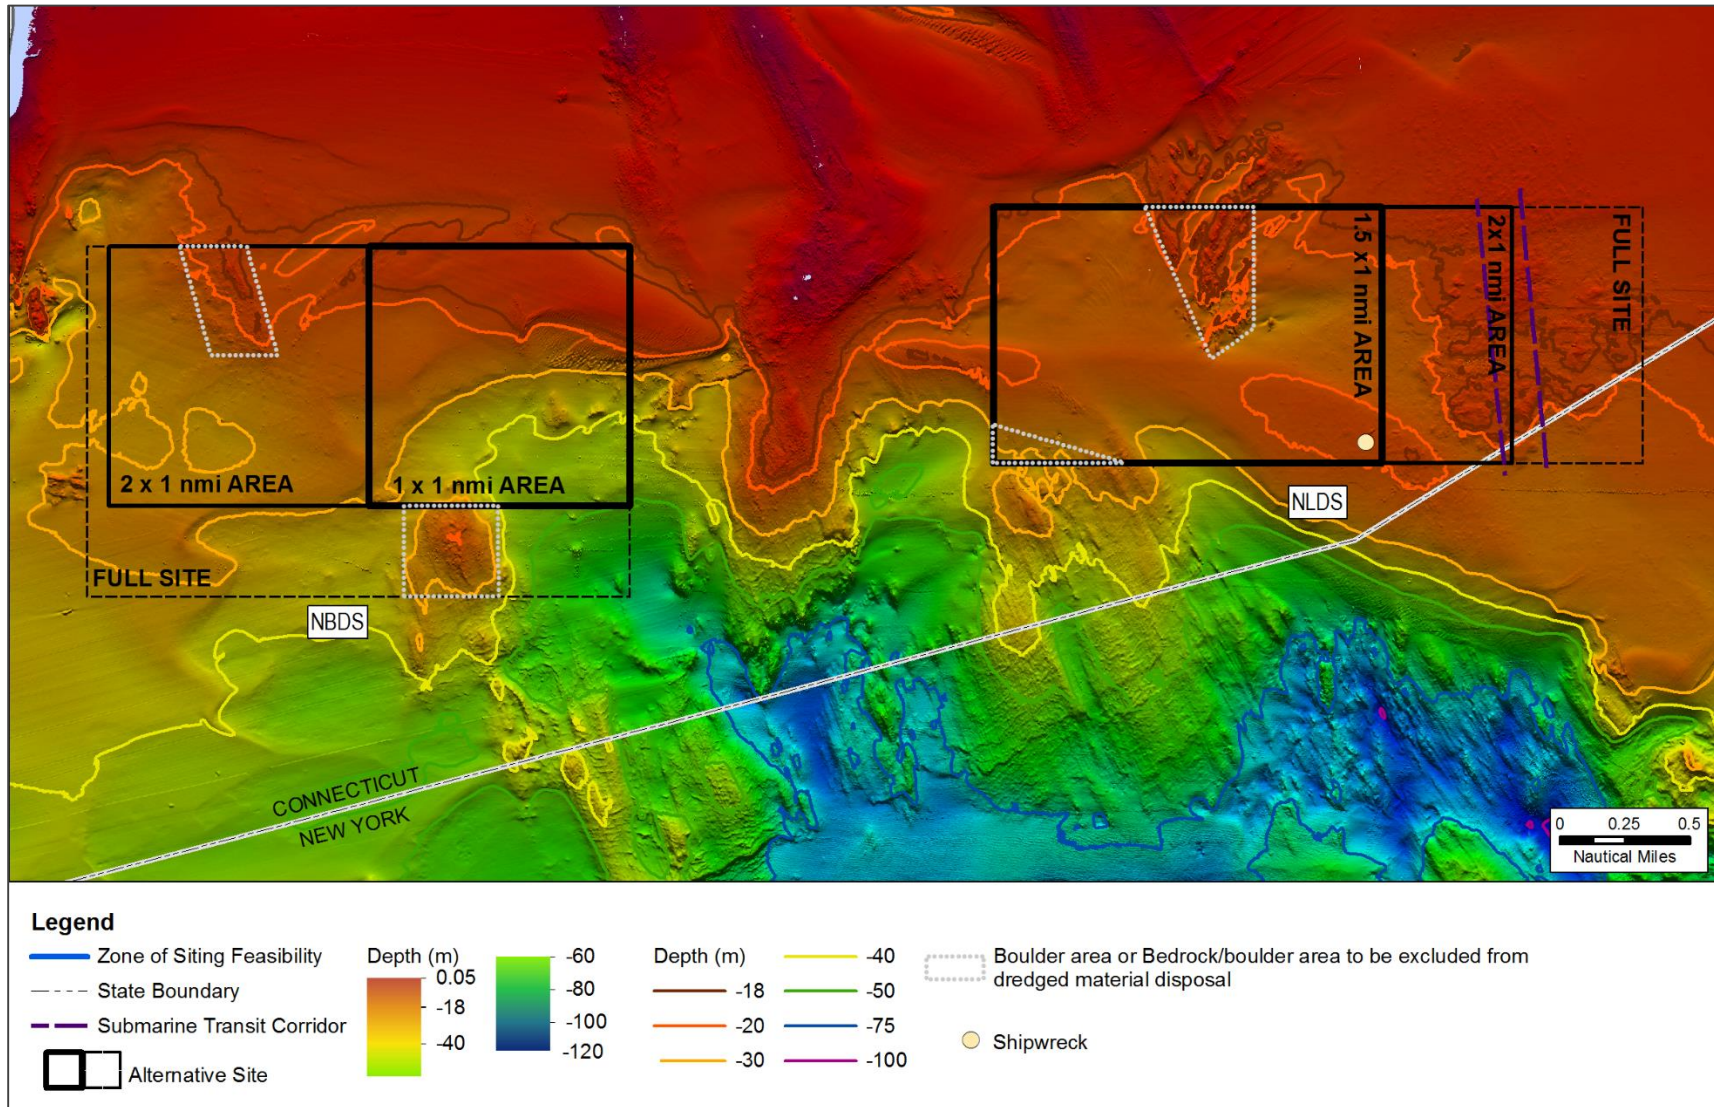 1.5 x1 nmi AREA
2x1 nmi AREA
FULL SITE
2 x 1 nmi AREA
1 x 1 nmi AREA
NLDS
FULL SITE
NBDS
CONNECTICUT
NEW YORK
0 0.25 0.5
Nautical Miles
Legend
Zone of Siting Feasibility
State Boundary
Submarine Transit Corridor
Alternative Site
Depth (m)
0.05
-18
-40
-60
-80
-100
-120
Depth (m)
-18
-20
-30
-40
-50
-75
-100
Boulder area or Bedrock/boulder area to be excluded from
dredged material disposal
Shipwreck